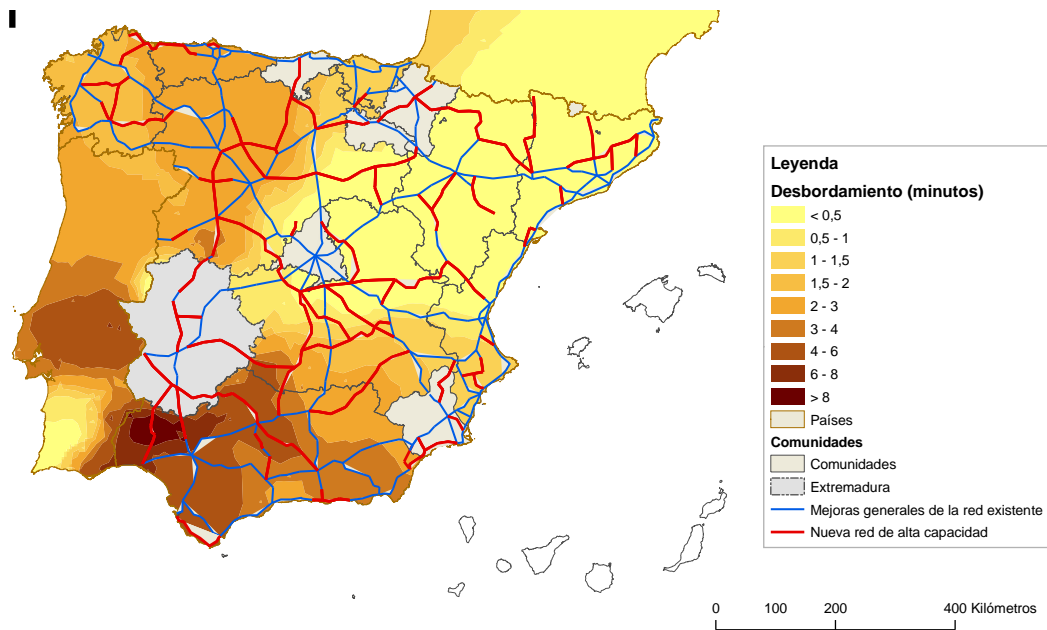 Leyenda
Desbordamiento (minutos)
< 0,5
0,5 - 1
1 - 1,5
1,5 - 2
2 - 3
3 - 4
4 - 6
6 - 8
> 8
Países
Comunidades
Comunidades
Extremadura
Mejoras generales de la red existente
Nueva red de alta capacidad
0 100 200 400 Kilómetros